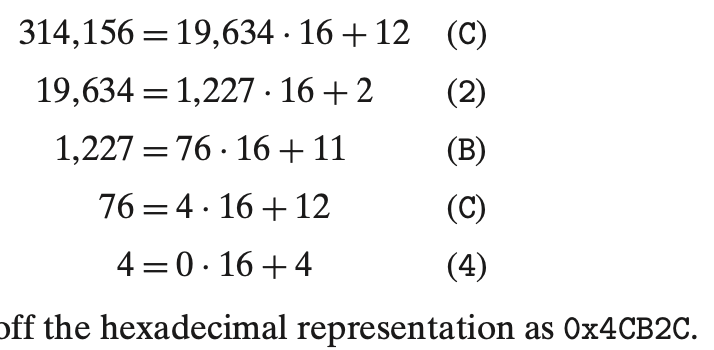 314,156 = 19,634 · 16 + 12 (C)
19,634 = 1,227 · 16 + 2 (2)
1,227 = 76 · 16 + 11 (B)
76 = 4 · 16 + 12 (C)
4 = 0 · 16 + 4 (4)
off the hexadecimal representation as 0x4CB2C.